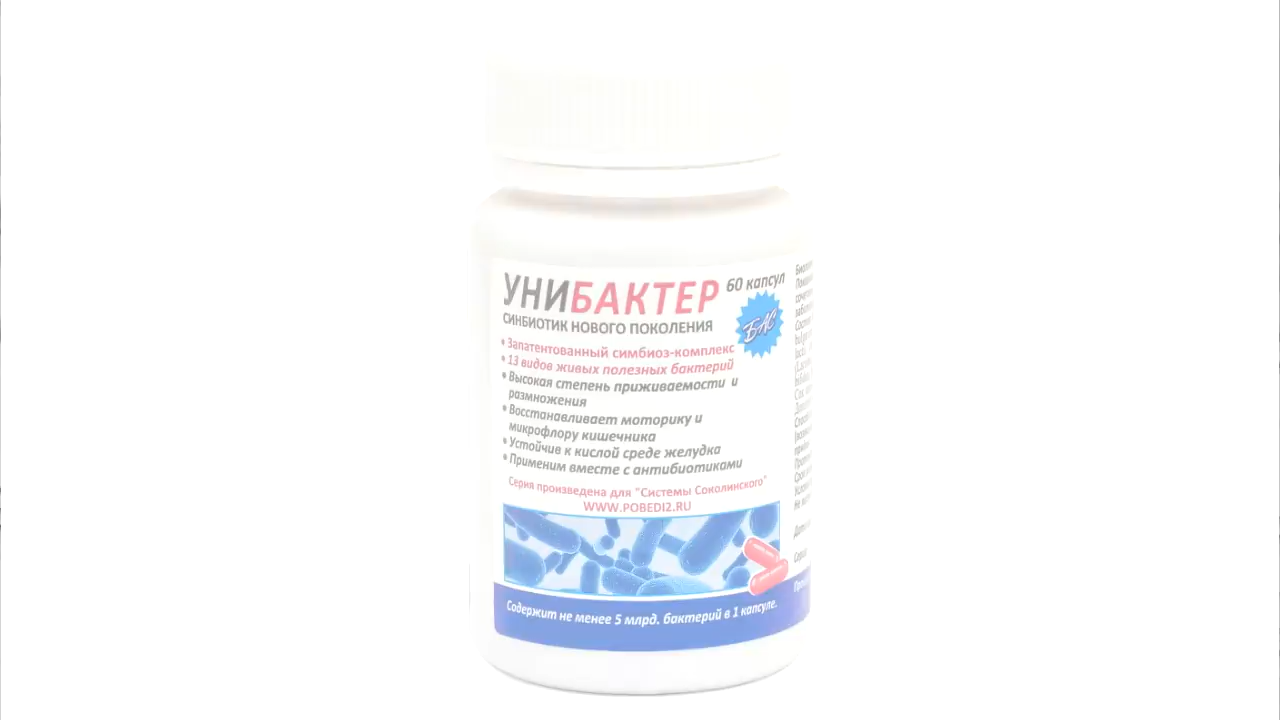 УНИБАКТЕР 60 капсул
СИНБИОТИК НОВОГО ПОКОЛЕНИЯ
БАС
• Запатентованный симбиоз-комплекс
• 13 видов живых полезных бактерий
• Высокая степень приживаемости и
размножения
• Восстанавливает моторику и
микрофлору кишечника
• Устойчив к кислой среде желудка
• Применим вместе с антибиотиками
Серия произведена для "Системы Соколинского"
WWW.POBEDI2.RU
Содержит не менее 5 млрд. бактерий в 1 капсуле.